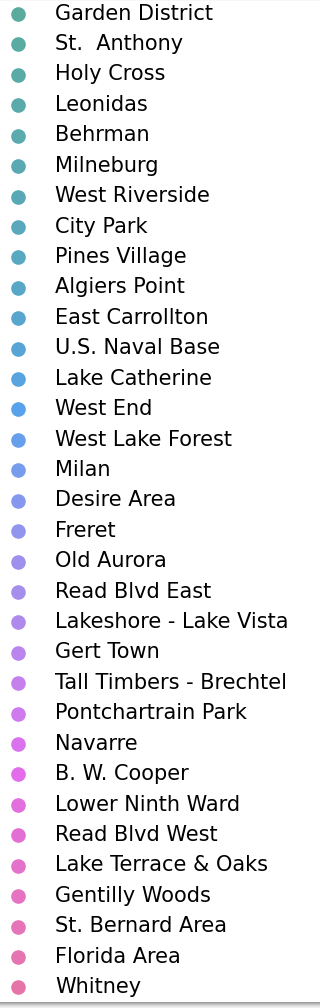 Garden District
St.  Anthony
Holy Cross
Leonidas
Behrman
Milneburg
West Riverside
City Park
Pines Village
Algiers Point
East Carrollton
U.S. Naval Base
Lake Catherine
West End
West Lake Forest
Milan
Desire Area
Freret
Old Aurora
Read Blvd East
Lakeshore - Lake Vista
Gert Town
Tall Timbers - Brechtel
Pontchartrain Park
Navarre
B. W. Cooper
Lower Ninth Ward
Read Blvd West
Lake Terrace & Oaks
Gentilly Woods
St. Bernard Area
Florida Area
Whitney